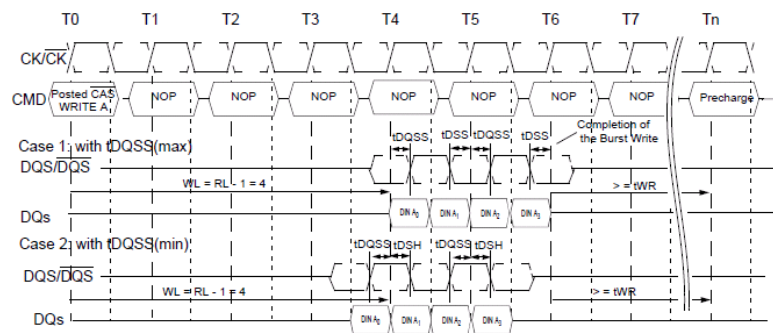 T0 T1 T2 T3 T4 T5 T6 T7 Tn
CK/CK
CMD Posted CAS WRITE A NOP NOP NOP NOP NOP NOP NOP Precharge
Completion of
the Burst Write
tDQSS tDSS tDQSS tDSS
Case 1: with tDQSS(max)
DQS/DQS
WL = RL - 1 = 4
> = tWR
DQs DIN A0 DIN A1 DIN A2 DIN A3
Case 2: with tDQSS(min)
tDQSS tDSH tDQSS tDSH
DQS/DQS
WL = RL - 1 = 4
> = tWR
DQs DIN A0 DIN A1 DIN A2 DIN A3